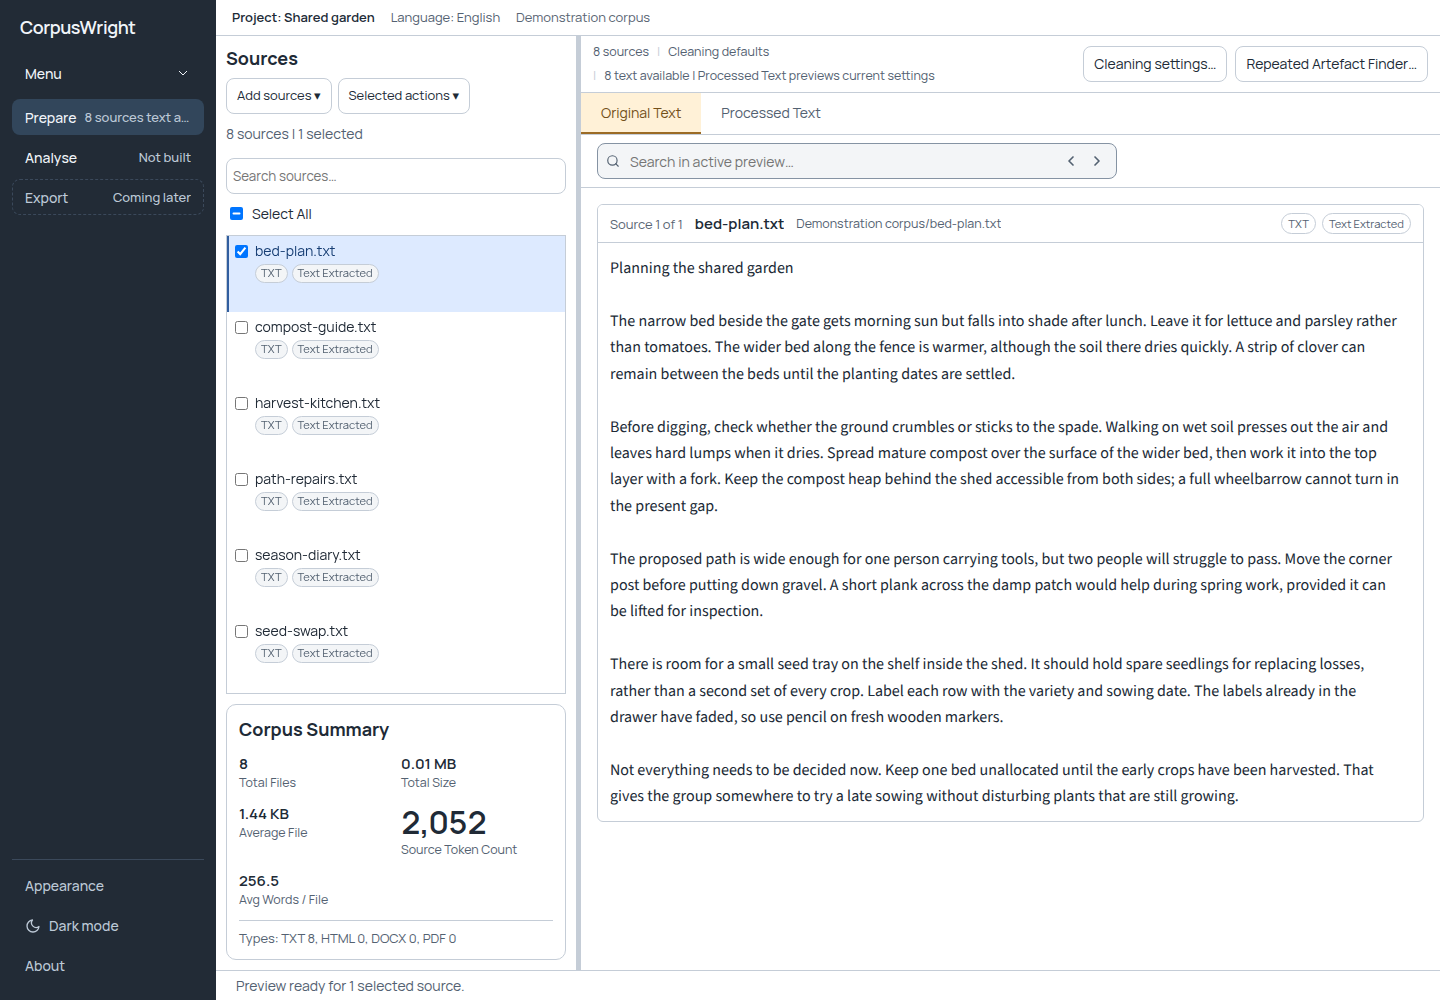 CorpusWright
Menu
Prepare 8 sources text a...
Analyse Not built
Export Coming later
Appearance
Dark mode
About
Project: Shared garden Language: English Demonstration corpus
Sources
Add sources ▾ Selected actions ▾
8 sources | 1 selected
Search sources...
Select All
bed-plan.txt
TXT Text Extracted
compost-guide.txt
TXT Text Extracted
harvest-kitchen.txt
TXT Text Extracted
path-repairs.txt
TXT Text Extracted
season-diary.txt
TXT Text Extracted
seed-swap.txt
TXT Text Extracted
Corpus Summary
8
Total Files
0.01 MB
Total Size
1.44 KB
Average File
2,052
Source Token Count
256.5
Avg Words / File
Types: TXT 8, HTML 0, DOCX 0, PDF 0
8 sources | Cleaning defaults
| 8 text available | Processed Text previews current settings
Cleaning settings... Repeated Artefact Finder...
Original Text Processed Text
Search in active preview...
Source 1 of 1 bed-plan.txt Demonstration corpus/bed-plan.txt TXT Text Extracted
Planning the shared garden
The narrow bed beside the gate gets morning sun but falls into shade after lunch. Leave it for lettuce and parsley rather
than tomatoes. The wider bed along the fence is warmer, although the soil there dries quickly. A strip of clover can
remain between the beds until the planting dates are settled.
Before digging, check whether the ground crumbles or sticks to the spade. Walking on wet soil presses out the air and
leaves hard lumps when it dries. Spread mature compost over the surface of the wider bed, then work it into the top
layer with a fork. Keep the compost heap behind the shed accessible from both sides; a full wheelbarrow cannot turn in
the present gap.
The proposed path is wide enough for one person carrying tools, but two people will struggle to pass. Move the corner
post before putting down gravel. A short plank across the damp patch would help during spring work, provided it can
be lifted for inspection.
There is room for a small seed tray on the shelf inside the shed. It should hold spare seedlings for replacing losses,
rather than a second set of every crop. Label each row with the variety and sowing date. The labels already in the
drawer have faded, so use pencil on fresh wooden markers.
Not everything needs to be decided now. Keep one bed unallocated until the early crops have been harvested. That
gives the group somewhere to try a late sowing without disturbing plants that are still growing.
Preview ready for 1 selected source.